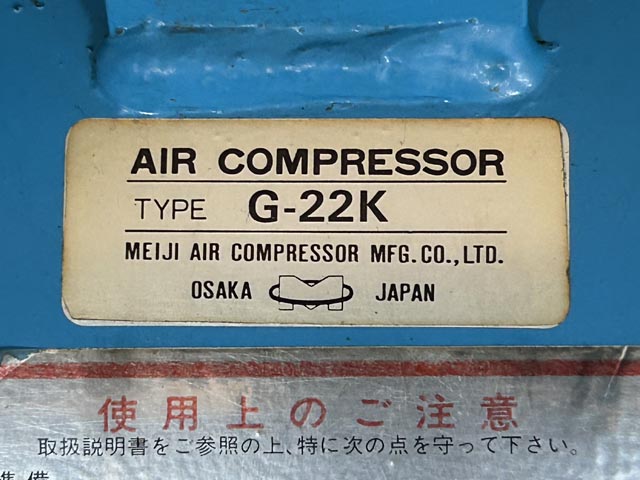 AIR COMPRESSOR
TYPE G-22K
MEIJI AIR COMPRESSOR MFG.CO.,LTD.
OSAKA JAPAN
使用上のご注意
取扱説明書をご参照の上､特に次の点を守って下さい｡
準備